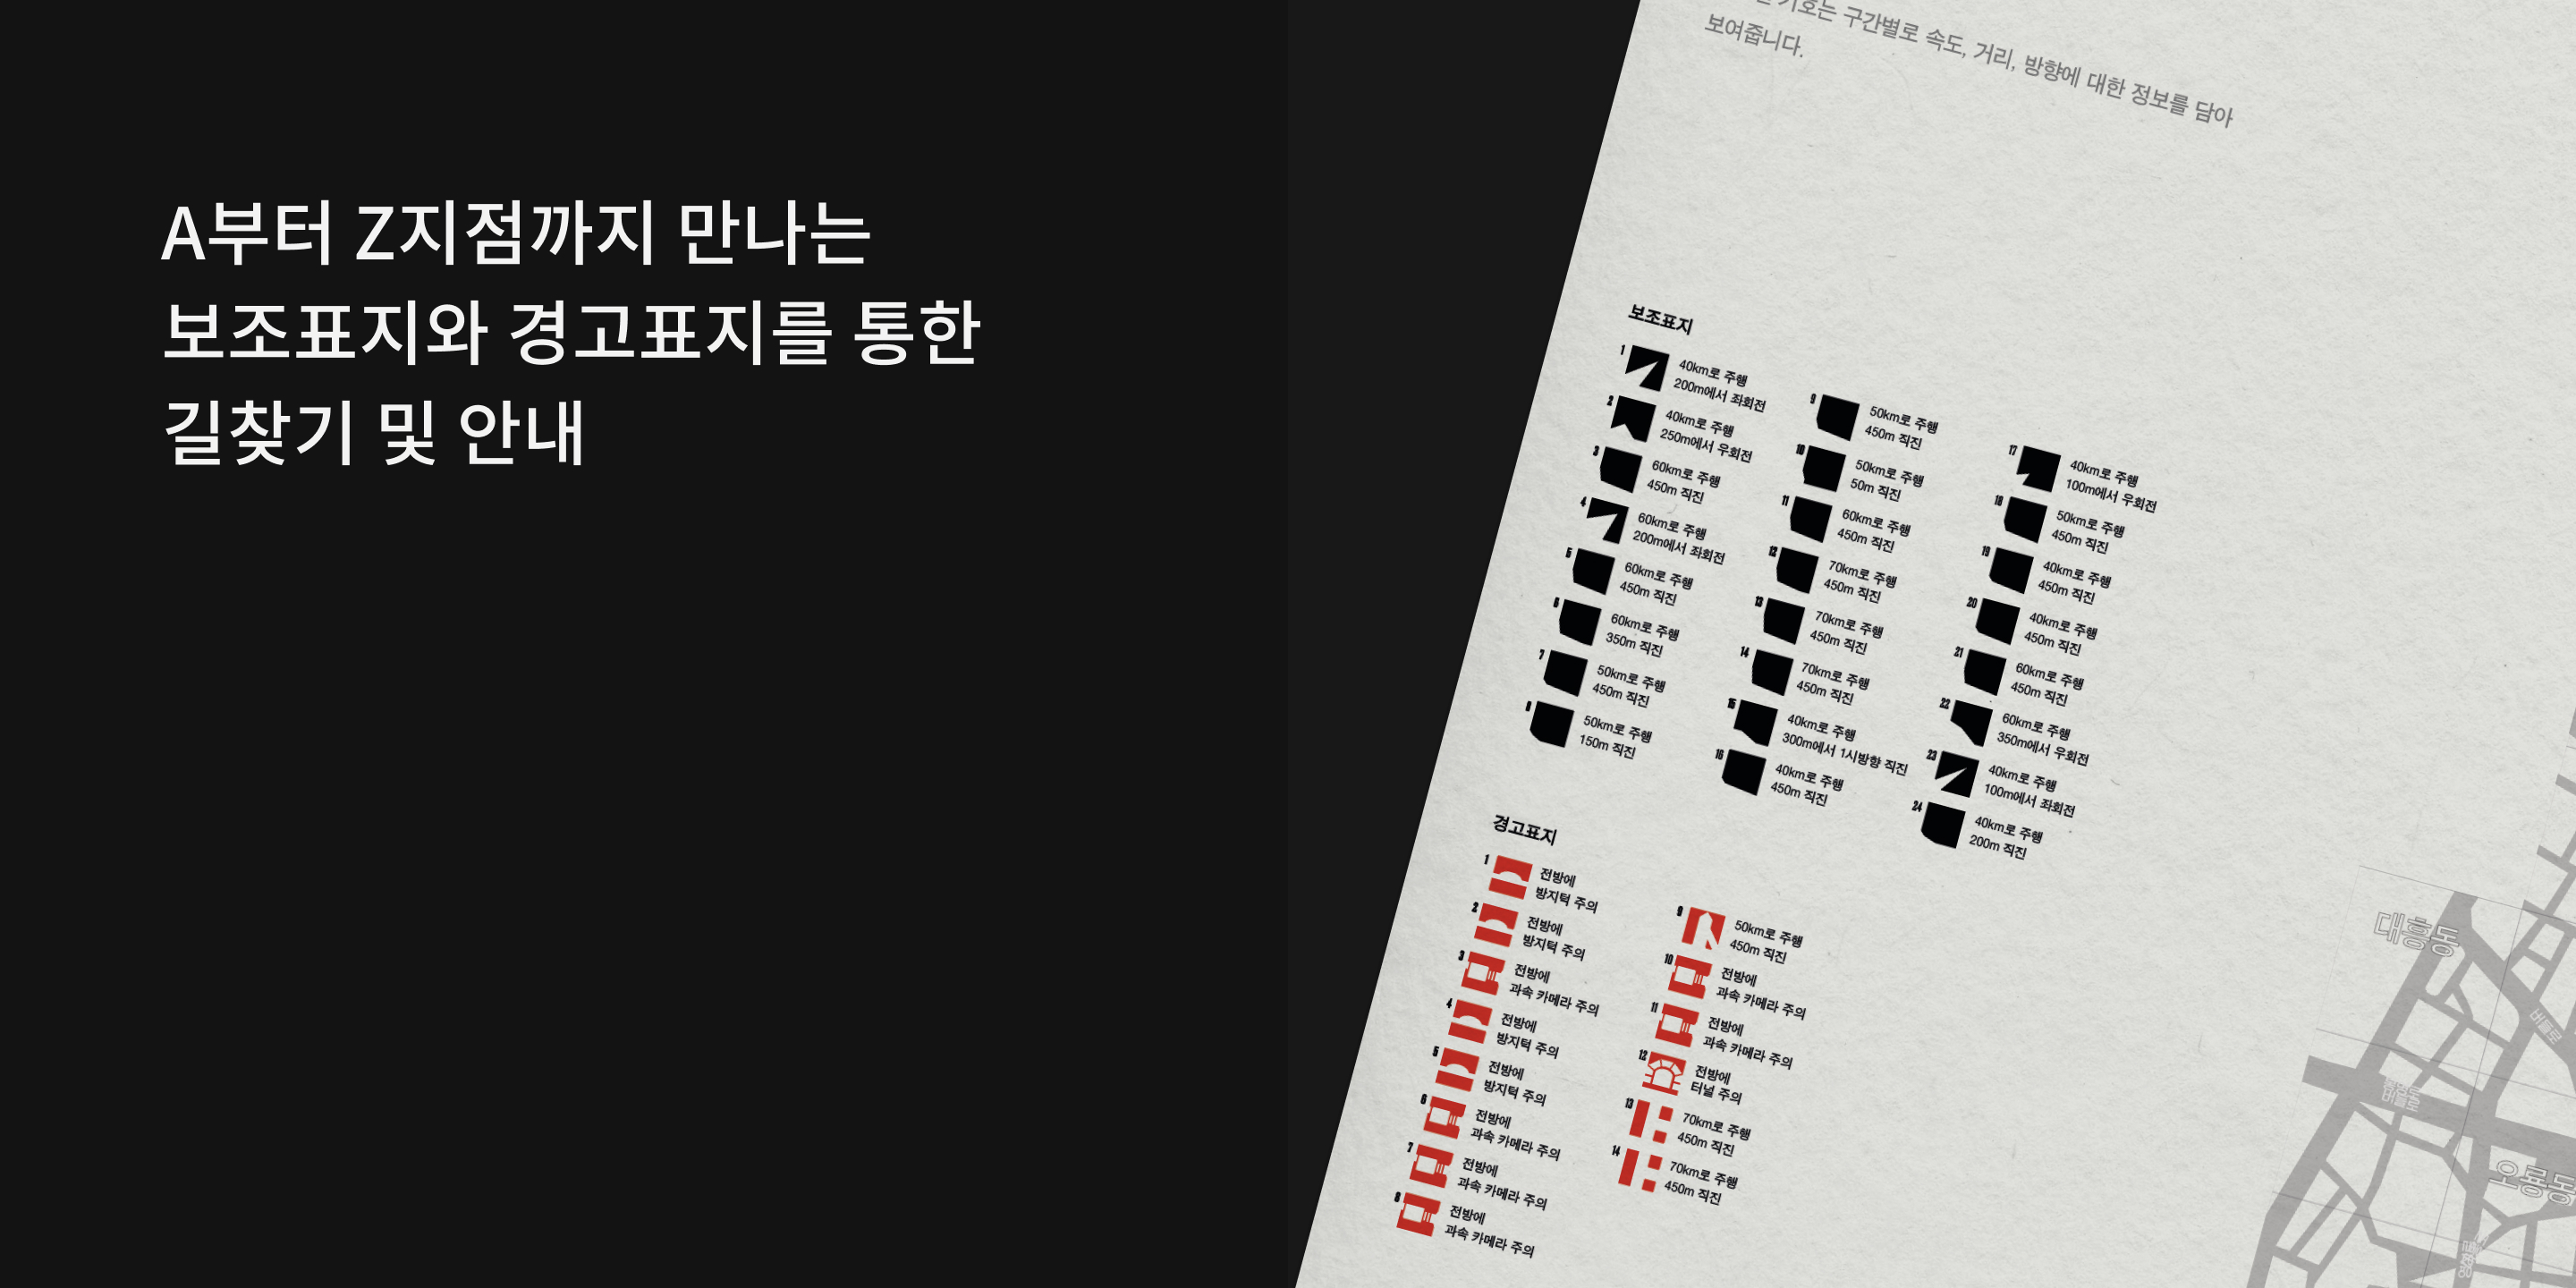 A부터 Z지점까지 만나는
보조표지와 경고표지를 통한
길찾기 및 안내
기호는 구간별로 속도, 거리, 방향에 대한 정보를 담아
보여줍니다.
보조표지
1 40km로 주행
200m에서 좌회전
2 40km로 주행
250m에서 우회전
3 60km로 주행
450m 직진
4 60km로 주행
200m에서 좌회전
5 60km로 주행
450m 직진
6 60km로 주행
350m 직진
7 50km로 주행
450m 직진
8 50km로 주행
150m 직진
9 50km로 주행
450m 직진
10 50km로 주행
50m 직진
11 60km로 주행
450m 직진
12 70km로 주행
450m 직진
13 70km로 주행
450m 직진
14 70km로 주행
450m 직진
15 40km로 주행
300m에서 1시방향 직진
16 40km로 주행
450m 직진
17 40km로 주행
100m에서 우회전
18 50km로 주행
450m 직진
19 40km로 주행
450m 직진
20 40km로 주행
450m 직진
21 60km로 주행
450m 직진
22 60km로 주행
350m에서 우회전
23 40km로 주행
100m에서 좌회전
24 40km로 주행
200m 직진
경고표지
1 전방에
방지턱 주의
2 전방에
방지턱 주의
3 전방에
과속 카메라 주의
4 전방에
방지턱 주의
5 전방에
방지턱 주의
6 전방에
과속 카메라 주의
7 전방에
과속 카메라 주의
8 전방에
과속 카메라 주의
9 50km로 주행
450m 직진
10 전방에
과속 카메라 주의
11 전방에
과속 카메라 주의
12 전방에
터널 주의
13 70km로 주행
450m 직진
14 70km로 주행
450m 직진
대흥동
버들로
오룡동